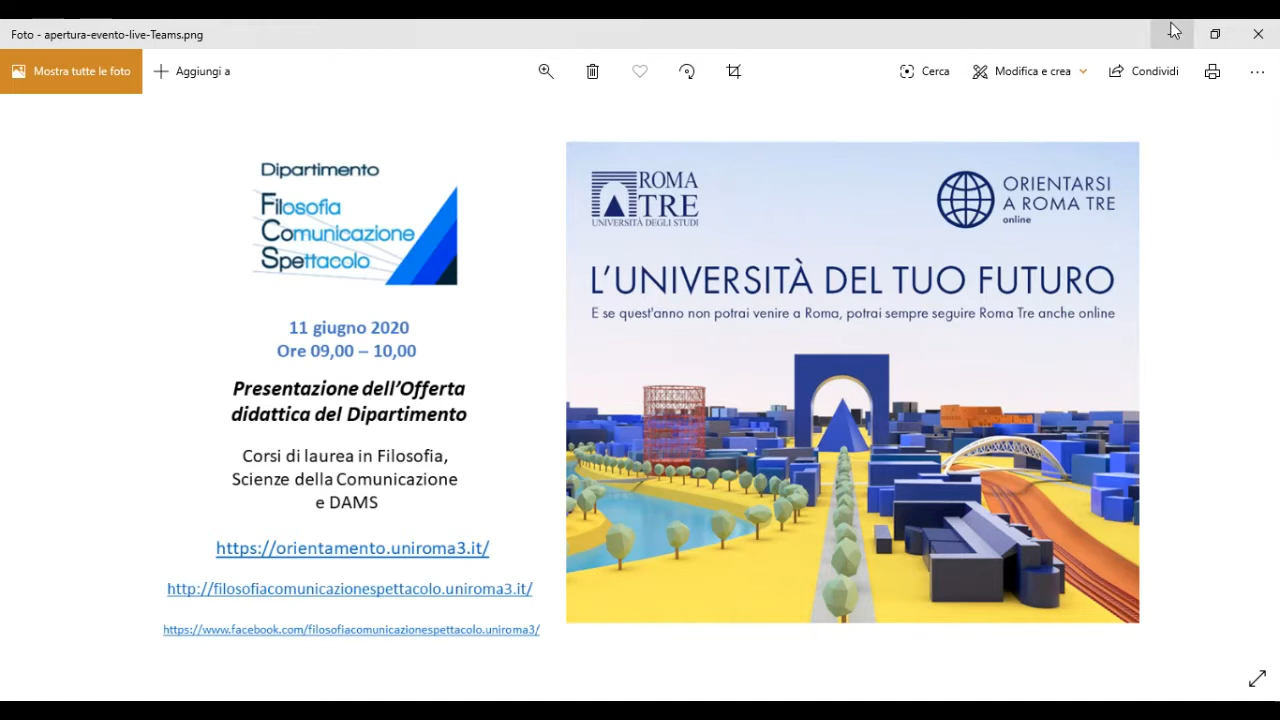 Foto - apertura-evento-live-Teams.png
Mostra tutte le foto
Aggiungi a
Cerca
Modifica e crea
Condividi
Dipartimento
Filosofia
Comunicazione
Spettacolo
11 giugno 2020
Ore 09,00 – 10,00
Presentazione dell’Offerta
didattica del Dipartimento
Corsi di laurea in Filosofia,
Scienze della Comunicazione
e DAMS
https://orientamento.uniroma3.it/
http://filosofiacomunicazionespettacolo.uniroma3.it/
https://www.facebook.com/filosofiacomunicazionespettacolo.uniroma3/
ROMA
TRE
UNIVERSITÀ DEGLI STUDI
ORIENTARSI
A ROMA TRE
online
L’UNIVERSITÀ DEL TUO FUTURO
E se quest'anno non potrai venire a Roma, potrai sempre seguire Roma Tre anche online